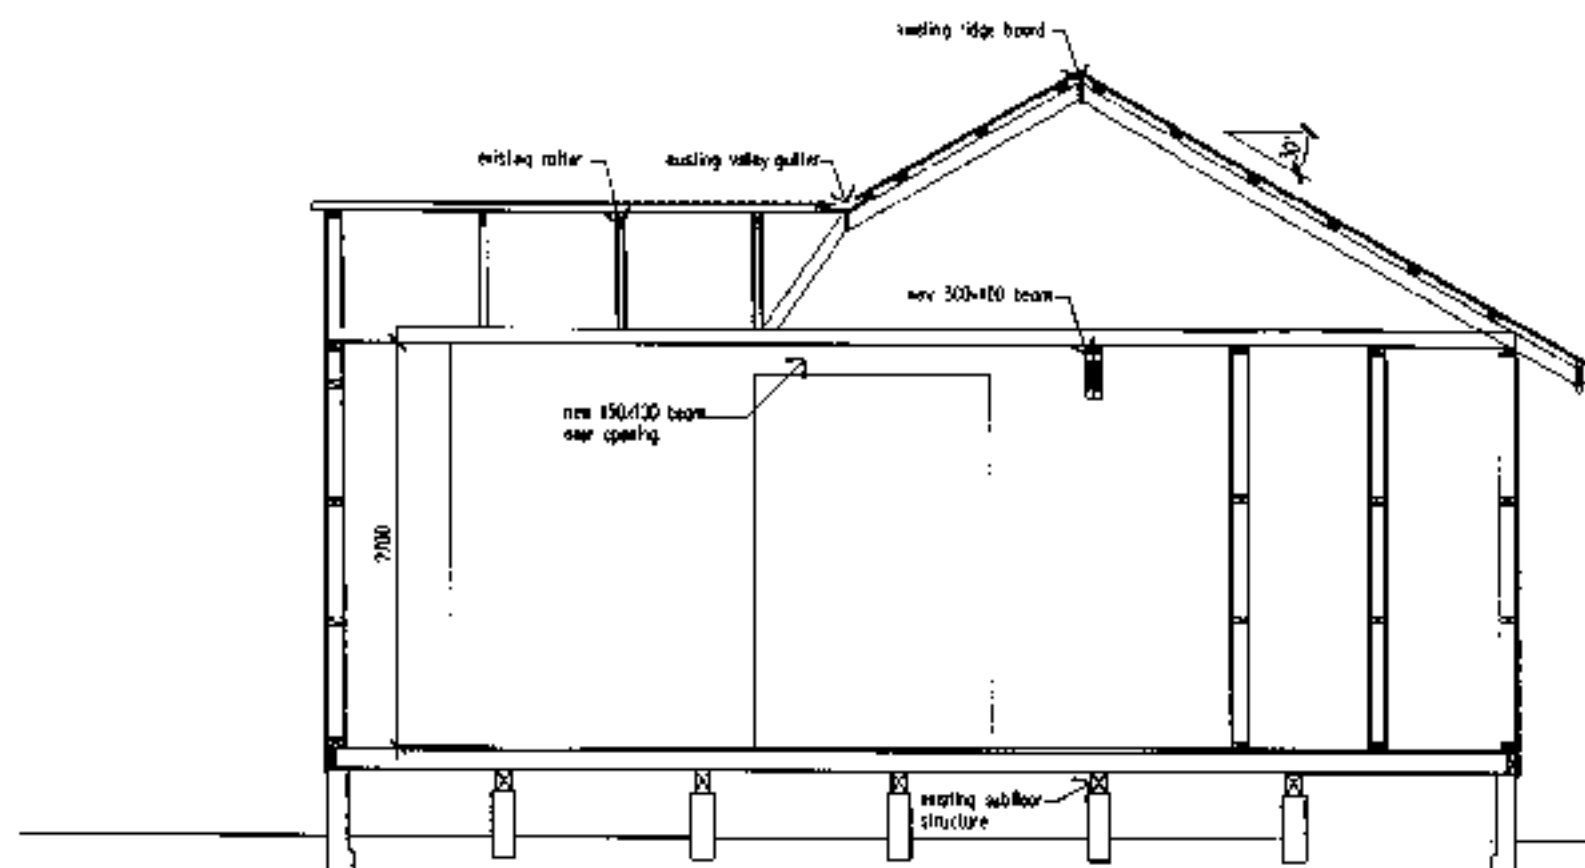 existing ridge board
existing rafter
existing valley gutter
30°
new 300x100 beam
new 150x100 beam
over opening
2700
existing subfloor
structure